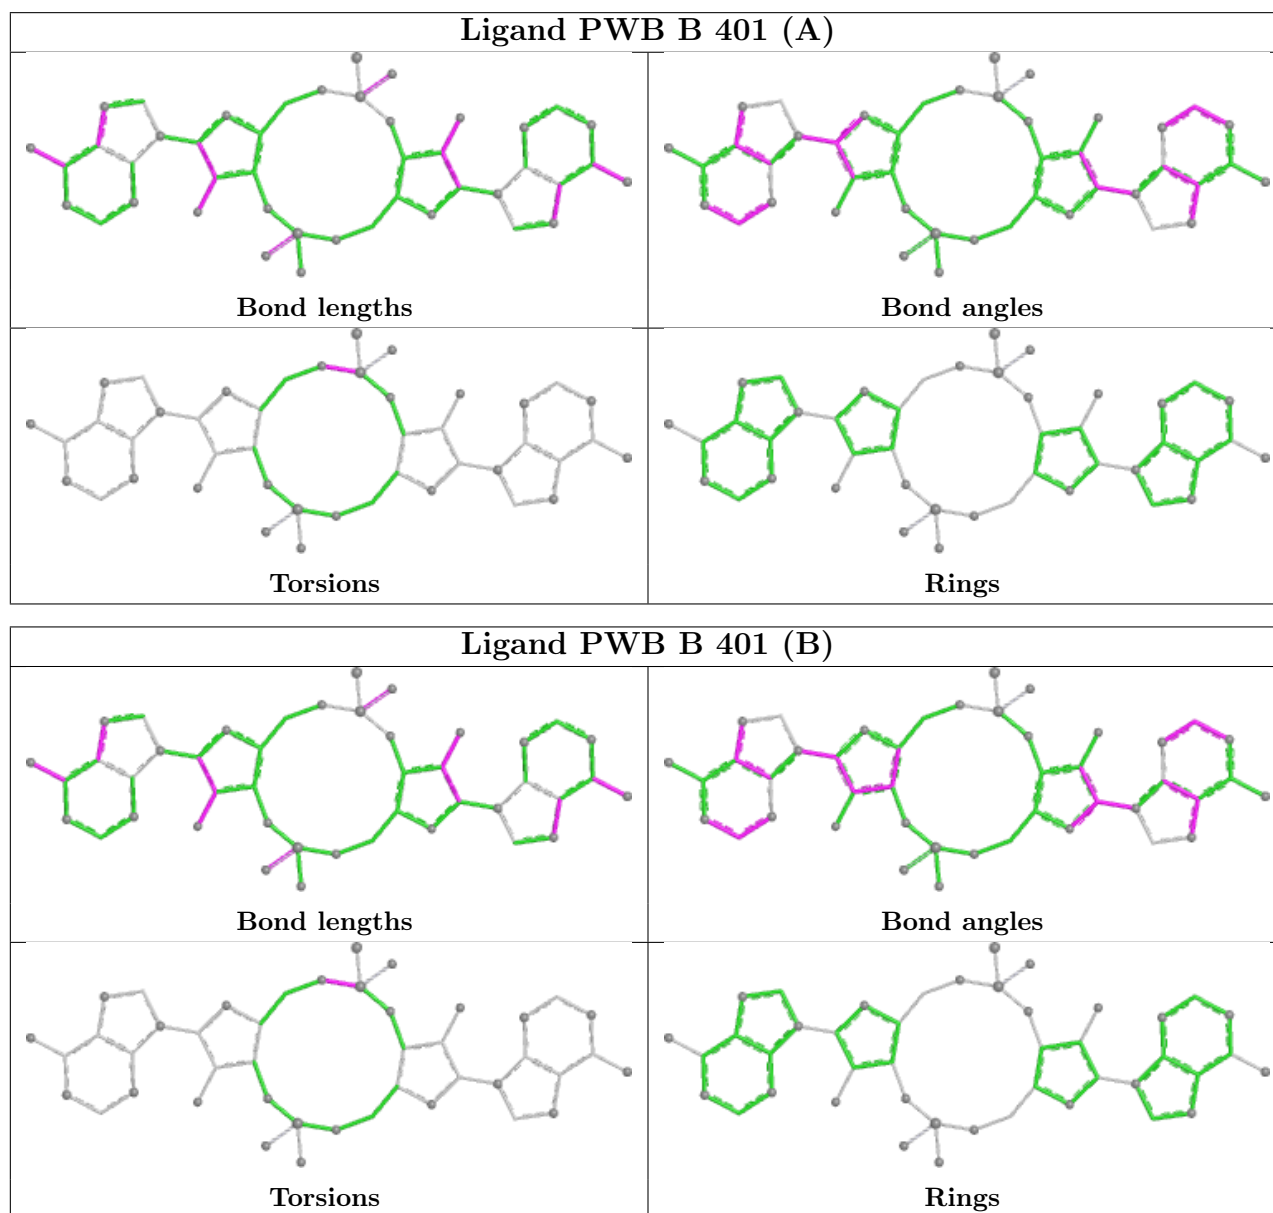 Ligand PWB B 401 (A)
Bond lengths
Bond angles
Torsions
Rings
Ligand PWB B 401 (B)
Bond lengths
Bond angles
Torsions
Rings